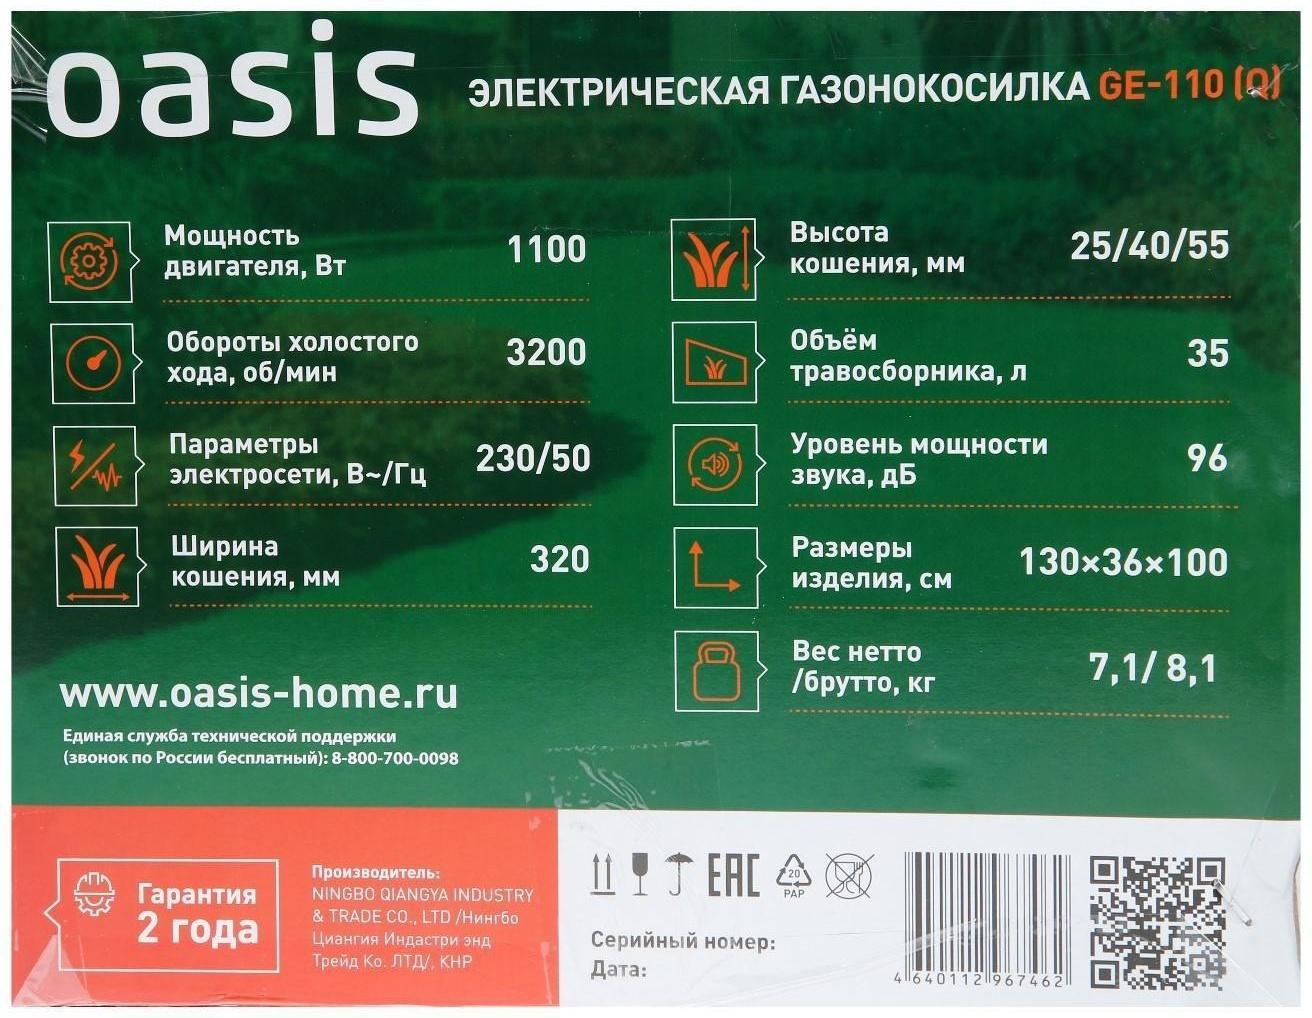 oasis
ЭЛЕКТРИЧЕСКАЯ ГАЗОНОКОСИЛКА GE-110 (Q)
Мощность
двигателя, Вт
1100
Обороты холостого
хода, об/мин
3200
Параметры
электросети, В~/Гц
230/50
Ширина
кошения, мм
320
Высота
кошения, мм
25/40/55
Объём
травосборника, л
35
Уровень мощности
звука, дБ
96
Размеры
изделия, см
130×36×100
Вес нетто
/брутто, кг
7,1/ 8,1
www.oasis-home.ru
Единая служба технической поддержки
(звонок по России бесплатный): 8-800-700-0098
Гарантия
2 года
Производитель:
NINGBO QIANGYA INDUSTRY
& TRADE CO., LTD /Нингбо
Циангия Индастри энд
Трейд Ко. ЛТД/, КНР
EAC
20
PAP
Серийный номер:
Дата:
4 640112 967462